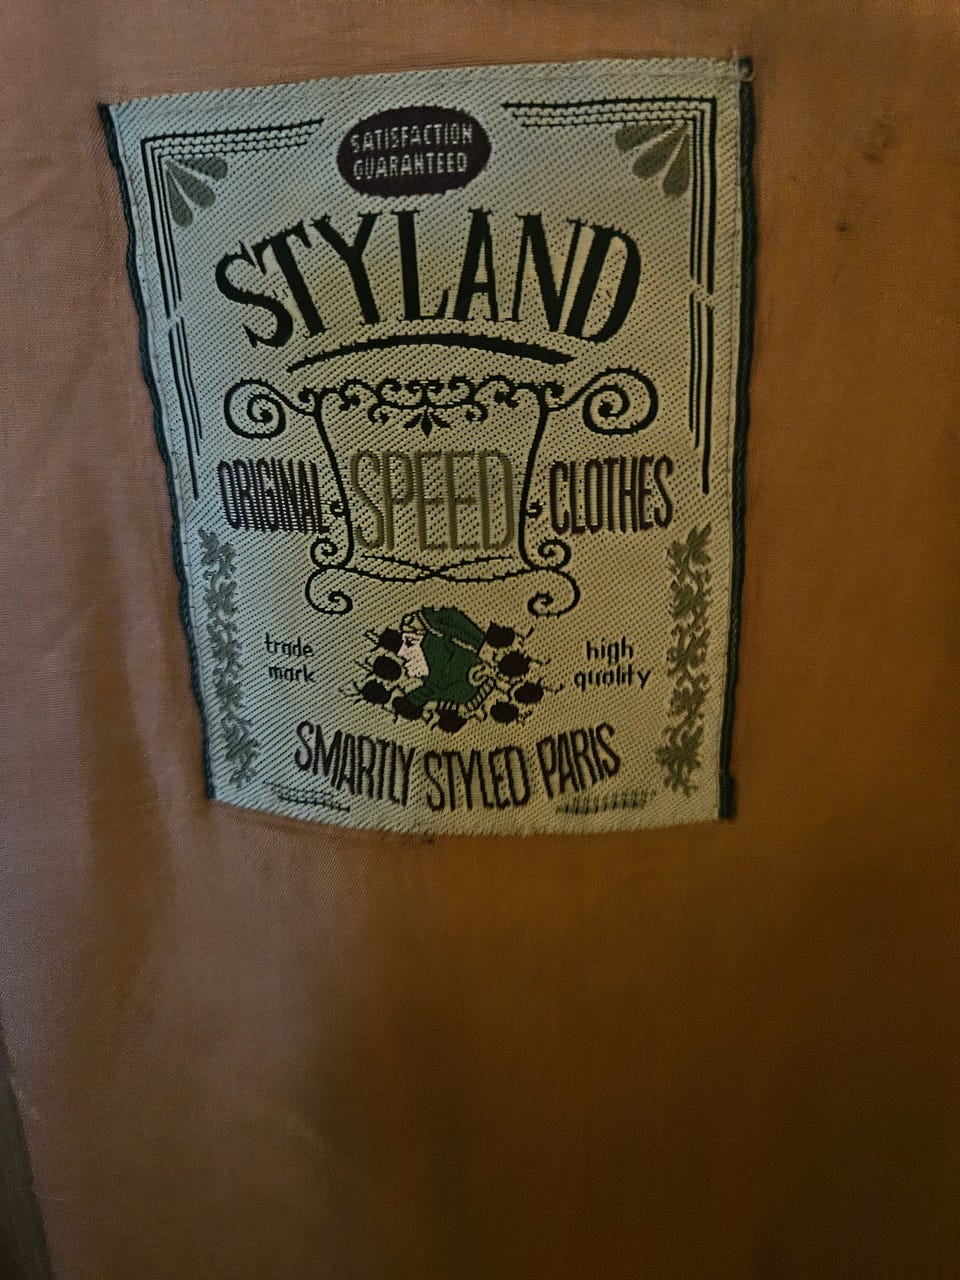 SATISFACTION
GUARANTEED
STYLAND
ORIGINAL SPEED CLOTHES
trade
mark
high
quality
SMARTLY STYLED PARIS